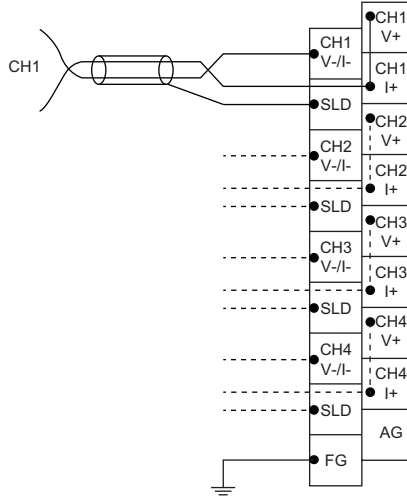 CH1
CH1
V-/I-
SLD
CH2
V-/I-
SLD
CH3
V-/I-
SLD
CH4
V-/I-
SLD
FG
CH1
V+
CH1
I+
CH2
V+
CH2
I+
CH3
V+
CH3
I+
CH4
V+
CH4
I+
AG